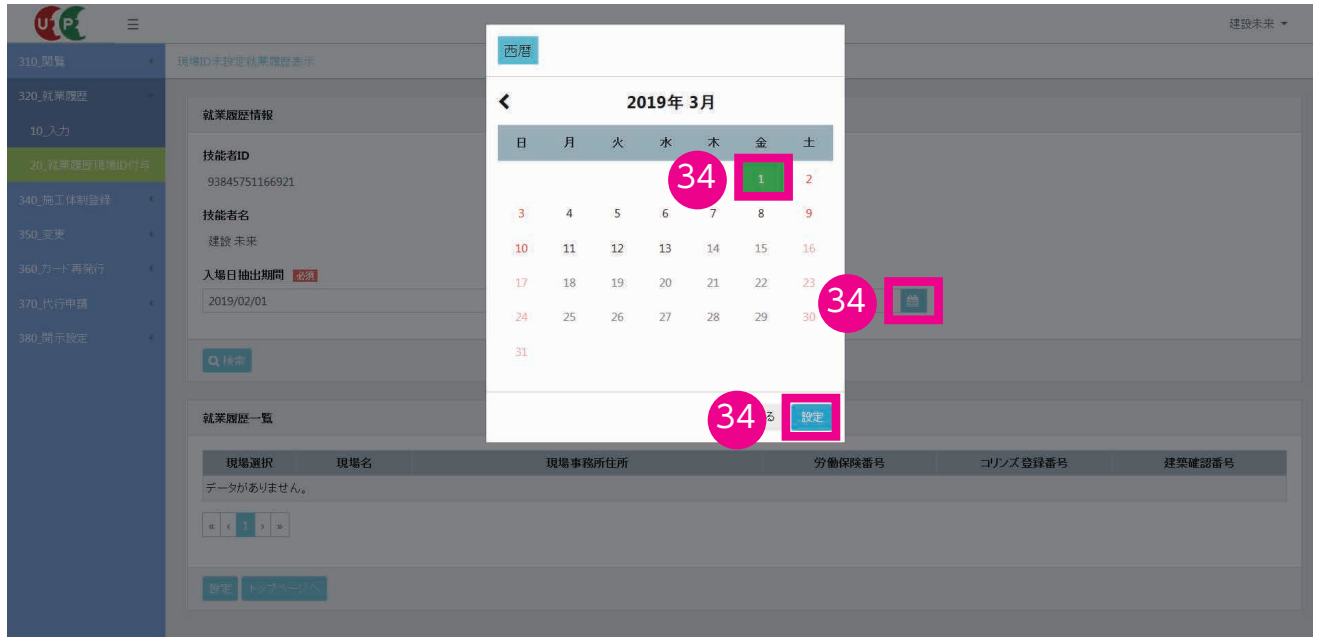 UP
建設未来
310_閲覧
320_就業履歴
10_入力
20_就業履歴現場ID付与
340_施工体制登録
350_変更
360_カード再発行
370_代行申請
380_開示設定
現場ID未設定就業履歴表示
就業履歴情報
技能者ID
93845751166921
技能者名
建設 未来
入場日抽出期間 必須
2019/02/01
検索
西暦
2019年 3月
日 月 火 水 木 金 土
34 1 2
3 4 5 6 7 8 9
10 11 12 13 14 15 16
17 18 19 20 21 22 23
24 25 26 27 28 29 30
31
34
34 る 設定
就業履歴一覧
現場選択 現場名 現場事務所住所 労働保険番号 コリンズ登録番号 建築確認番号
データがありません。
« ‹ 1 › »
設定 トップページへ